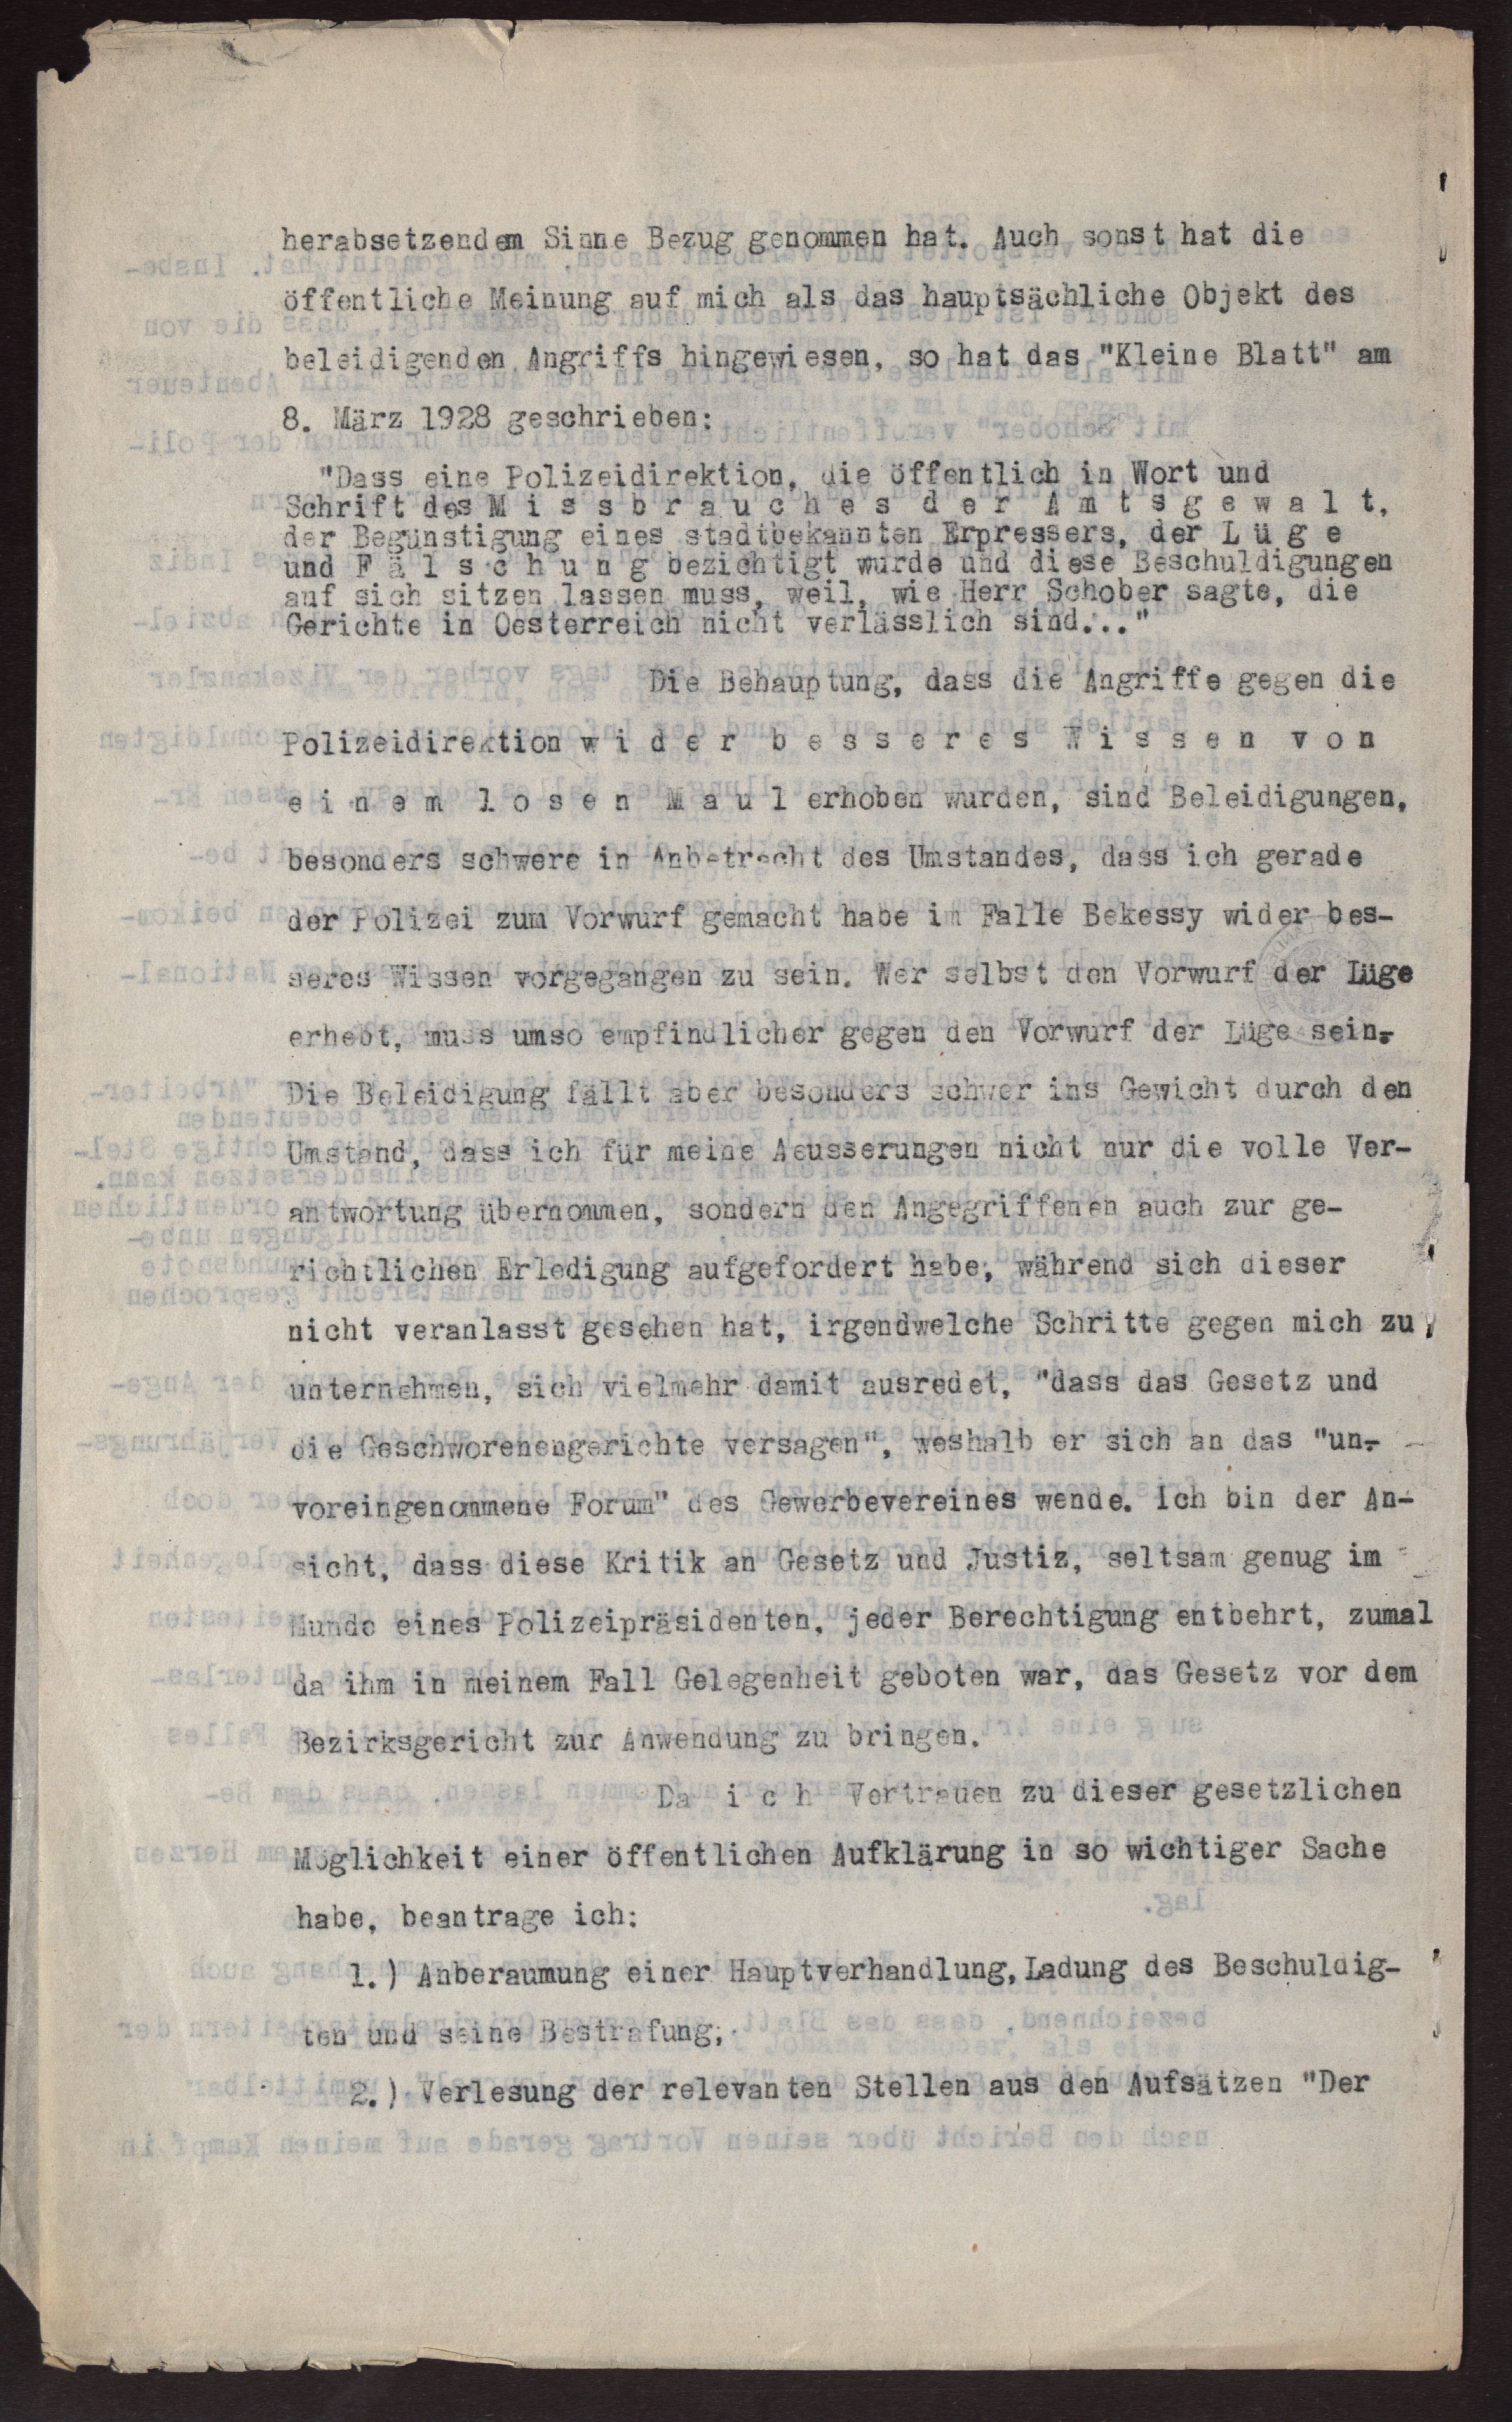 herabsetzendem Sinne Bezug genommen hat. Auch sonst hat die
öffentliche Meinung auf mich als das hauptsächliche Objekt des
beleidigenden Angriffs hingewiesen, so hat das "Kleine Blatt" am
8. März 1928 geschrieben:
"Dass eine Polizeidirektion, die öffentlich in Wort und
Schrift des M i s s b r a u c h e s  d e r  A m t s g e w a l t,
der Begünstigung eines stadtbekannten Erpressers, der L ü g e
und F ä l s c h u n g bezichtigt wurde und diese Beschuldigungen
auf sich sitzen lassen muss, weil, wie Herr Schober sagte, die
Gerichte in Oesterreich nicht verlässlich sind..."
Die Behauptung, dass die Angriffe gegen die
Polizeidirektion w i d e r  b e s s e r e s  W i s s e n  v o n
e i n e m  l o s e n  M a u l erhoben wurden, sind Beleidigungen,
besonders schwere in Anbetracht des Umstandes, dass ich gerade
der Polizei zum Vorwurf gemacht habe im Falle Bekessy wider bes-
seres Wissen vorgegangen zu sein. Wer selbst den Vorwurf der Lüge
erhebt, muss umso empfindlicher gegen den Vorwurf der Lüge sein.
Die Beleidigung fällt aber besonders schwer ins Gewicht durch den
Umstand, dass ich für meine Aeusserungen nicht nur die volle Ver-
antwortung übernommen, sondern den Angegriffenen auch zur ge-
richtlichen Erledigung aufgefordert habe, während sich dieser
nicht veranlasst gesehen hat, irgendwelche Schritte gegen mich zu
unternehmen, sich vielmehr damit ausredet, "dass das Gesetz und
die Geschworenengerichte versagen", weshalb er sich an das "un-
voreingenommene Forum" des Gewerbevereines wende. Ich bin der An-
sicht, dass diese Kritik an Gesetz und Justiz, seltsam genug im
Munde eines Polizeipräsidenten, jeder Berechtigung entbehrt, zumal
da ihm in meinem Fall Gelegenheit geboten war, das Gesetz vor dem
Bezirksgericht zur Anwendung zu bringen.
Da  i c h  Vertrauen zu dieser gesetzlichen
Möglichkeit einer öffentlichen Aufklärung in so wichtiger Sache
habe, beantrage ich:
1.) Anberaumung einer Hauptverhandlung, Ladung des Beschuldig-
ten und seine Bestrafung;
2.) Verlesung der relevanten Stellen aus den Aufsätzen "Der